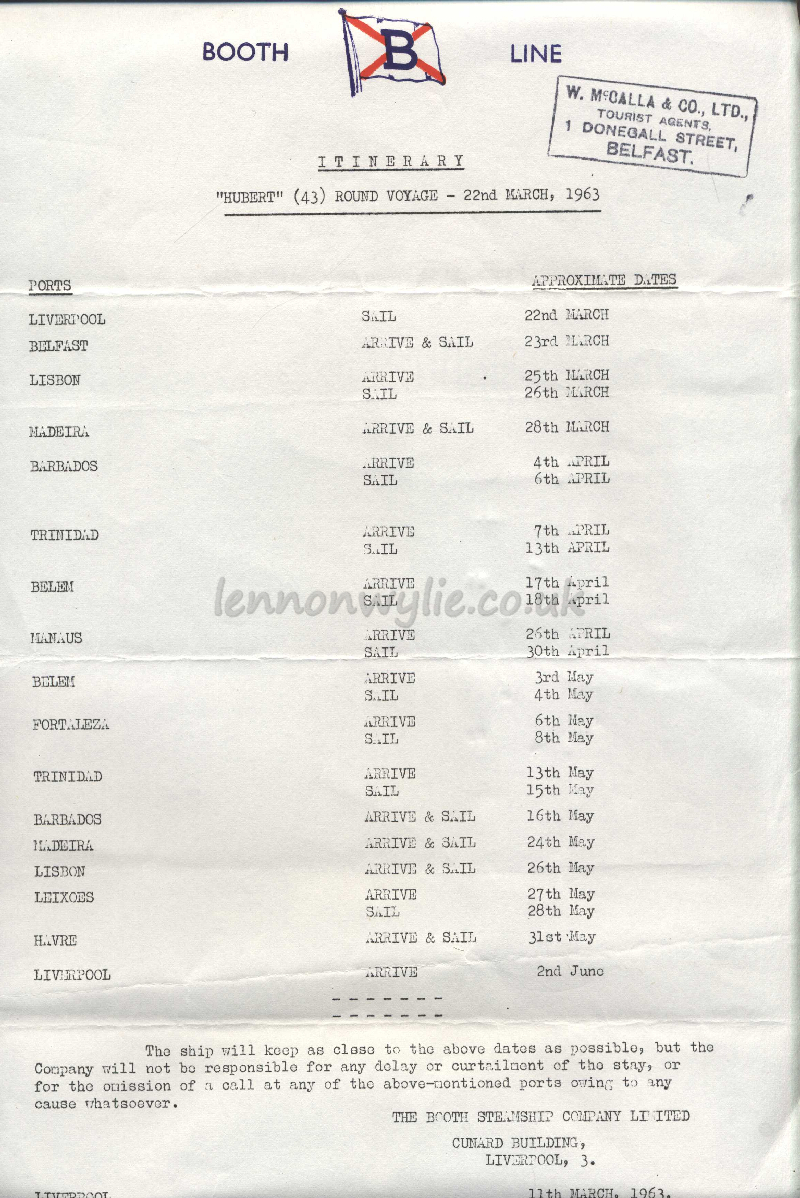 BOOTH B LINE
W. McCALLA & CO., LTD.,
TOURIST AGENTS,
1 DONEGALL STREET,
BELFAST.
ITINERARY
"HUBERT" (43) ROUND VOYAGE - 22nd MARCH, 1963
PORTS APPROXIMATE DATES
LIVERPOOL SAIL 22nd MARCH
BELFAST ARRIVE & SAIL 23rd MARCH
LISBON ARRIVE 25th MARCH
SAIL 26th MARCH
MADEIRA ARRIVE & SAIL 28th MARCH
BARBADOS ARRIVE 4th APRIL
SAIL 6th APRIL
TRINIDAD ARRIVE 7th APRIL
SAIL 13th APRIL
BELEM ARRIVE 17th April
SAIL 18th April
lennonwylie.co.uk
MANAUS ARRIVE 26th APRIL
SAIL 30th April
BELEM ARRIVE 3rd May
SAIL 4th May
FORTALEZA ARRIVE 6th May
SAIL 8th May
TRINIDAD ARRIVE 13th May
SAIL 15th May
BARBADOS ARRIVE & SAIL 16th May
MADEIRA ARRIVE & SAIL 24th May
LISBON ARRIVE & SAIL 26th May
LEIXOES ARRIVE 27th May
SAIL 28th May
HAVRE ARRIVE & SAIL 31st May
LIVERPOOL ARRIVE 2nd June
The ship will keep as close to the above dates as possible, but the
Company will not be responsible for any delay or curtailment of the stay, or
for the omission of a call at any of the above-mentioned ports owing to any
cause whatsoever.
THE BOOTH STEAMSHIP COMPANY LIMITED
CUNARD BUILDING,
LIVERPOOL, 3.
LIVERPOOL 11th MARCH, 1963.